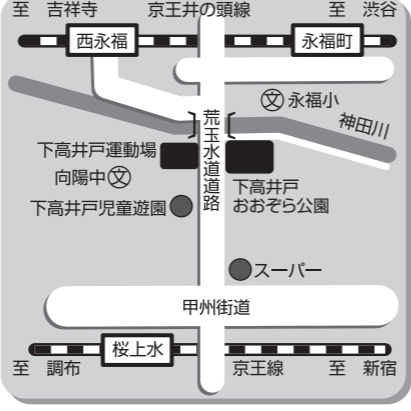 至 吉祥寺 京王井の頭線 至 渋谷
西永福 永福町
文 永福小
神田川
荒玉水道道路
下高井戸運動場
向陽中 文
下高井戸児童遊園
下高井戸
おおぞら公園
スーパー
甲州街道
桜上水
至 調布 京王線 至 新宿